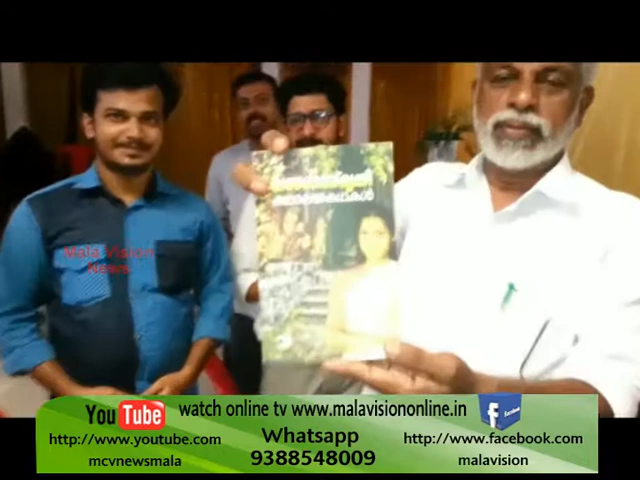 Mala Vision
News
You Tube
watch online tv www.malavisiononline.in
facebook
http://www.youtube.com
Whatsapp
http://www.facebook.com
mcvnewsmala
9388548009
malavision